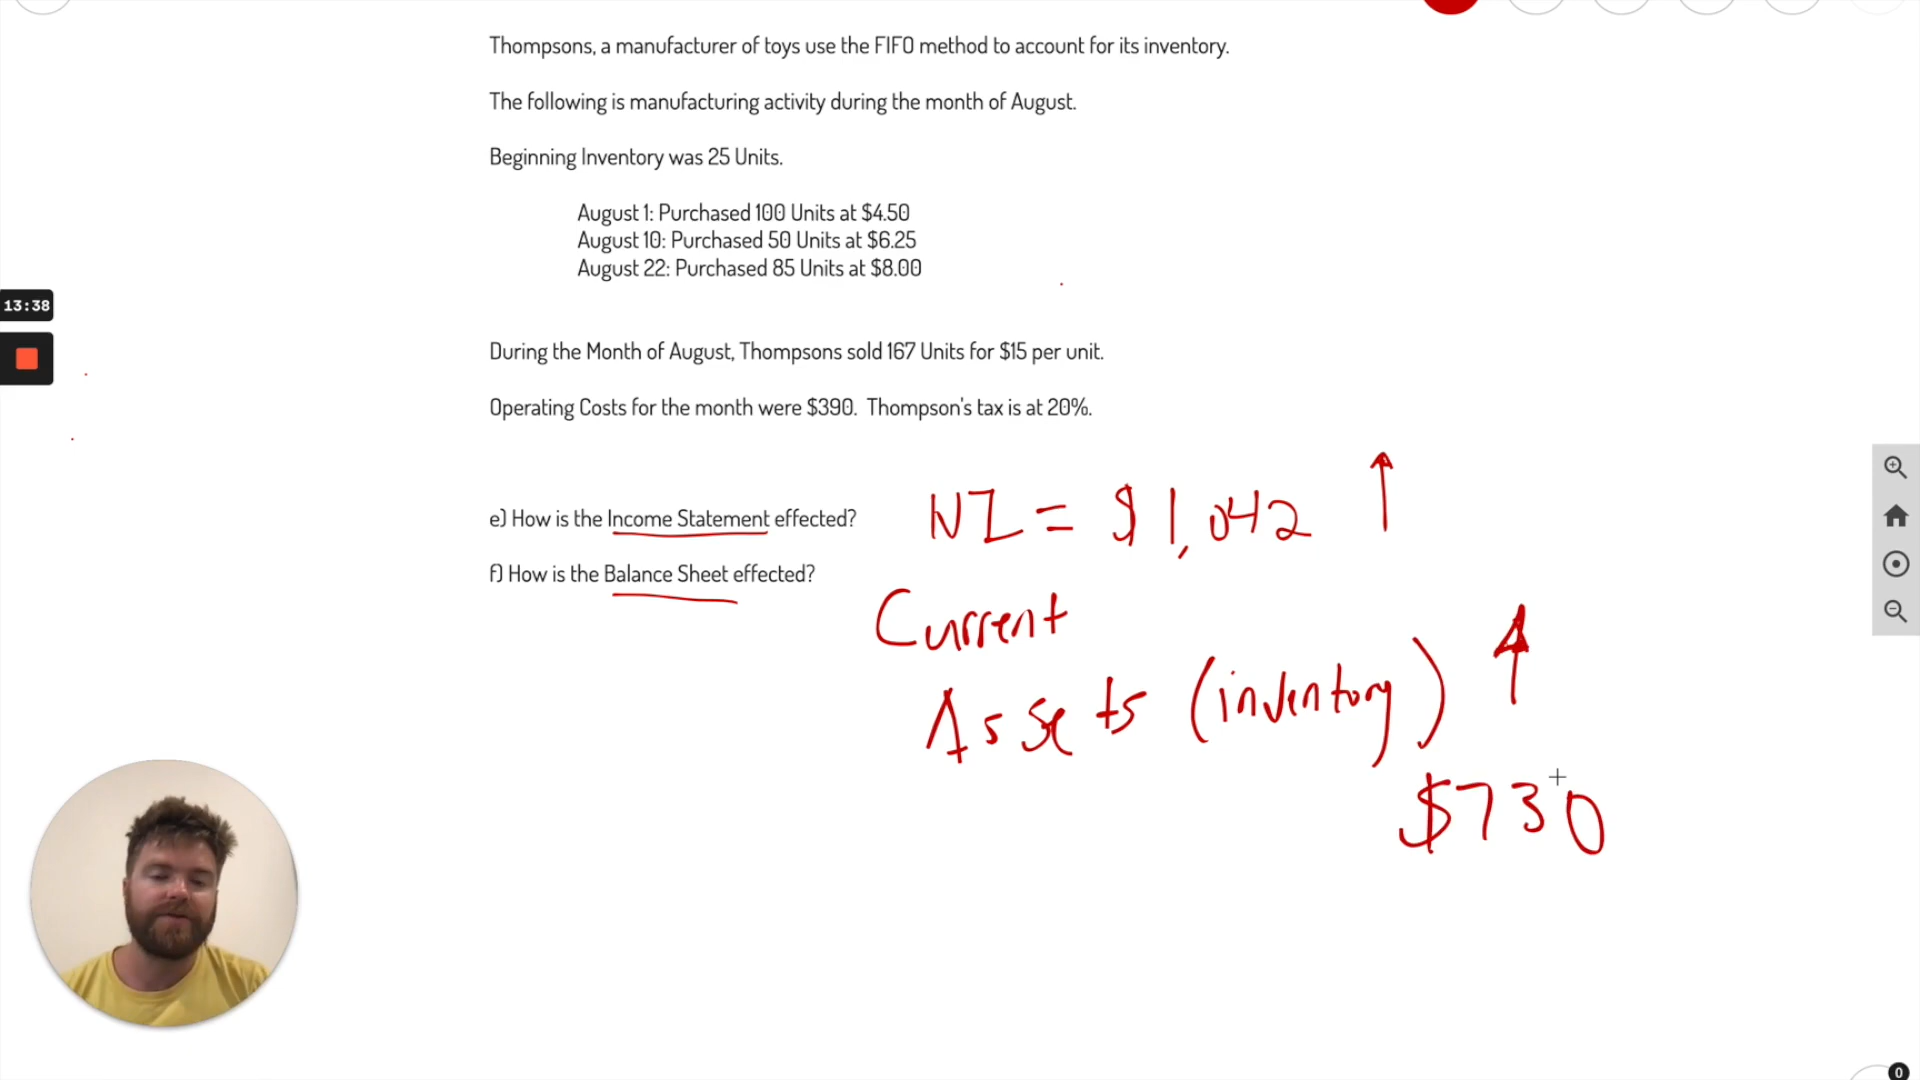 Thompsons, a manufacturer of toys use the FIFO method to account for its inventory.
The following is manufacturing activity during the month of August.
Beginning Inventory was 25 Units.
August 1: Purchased 100 Units at $4.50
August 10: Purchased 50 Units at $6.25
August 22: Purchased 85 Units at $8.00
13:38
During the Month of August, Thompsons sold 167 Units for $15 per unit.
Operating Costs for the month were $390. Thompson's tax is at 20%.
e) How is the Income Statement effected?
NI = $1,042 ↑
f) How is the Balance Sheet effected?
Current
Assets (inventory) ↑
$730
0